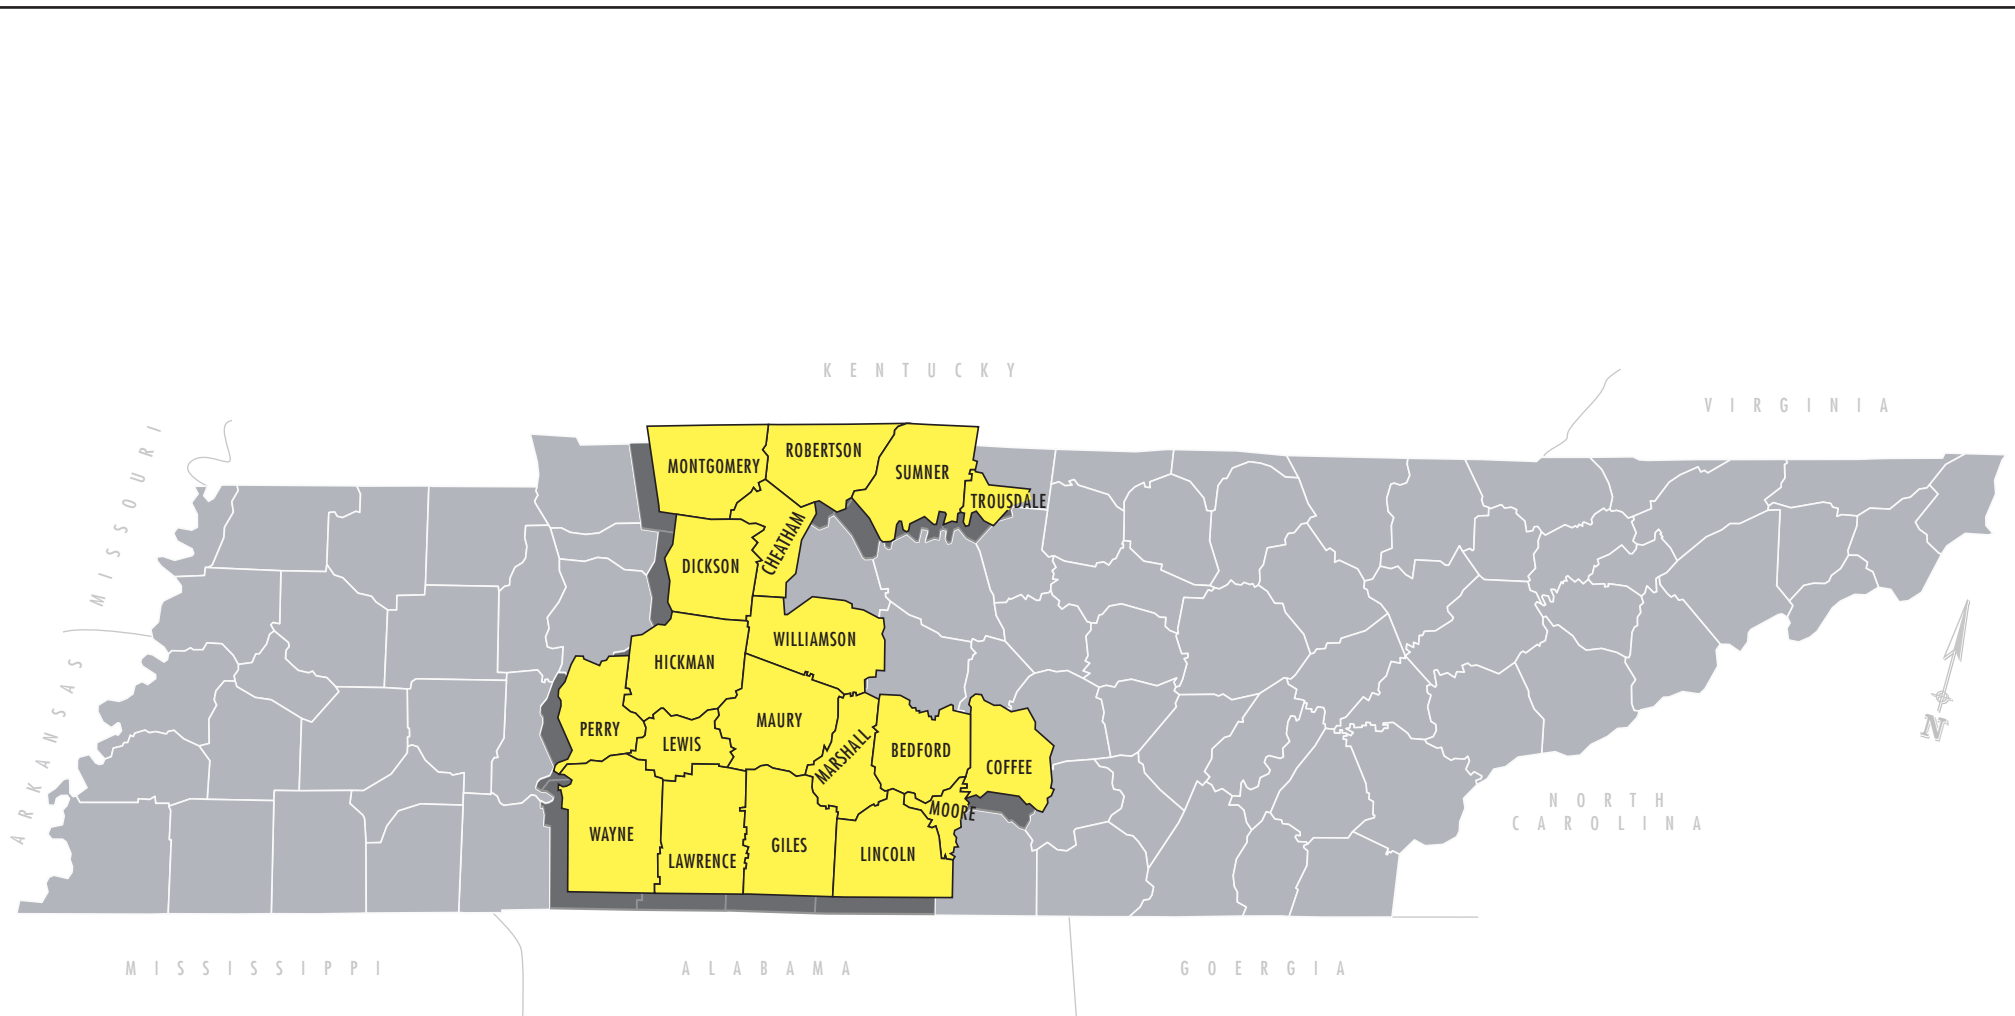 KENTUCKY
VIRGINIA
MISSOURI
ROBERTSON
MONTGOMERY
SUMNER
TROUSDALE
CHEATHAM
DICKSON
WILLIAMSON
HICKMAN
ARKANSAS
PERRY
MAURY
LEWIS
MARSHALL
BEDFORD
COFFEE
N
NORTH
CAROLINA
MOORE
WAYNE
GILES
LAWRENCE
LINCOLN
MISSISSIPPI
ALABAMA
GOERGIA